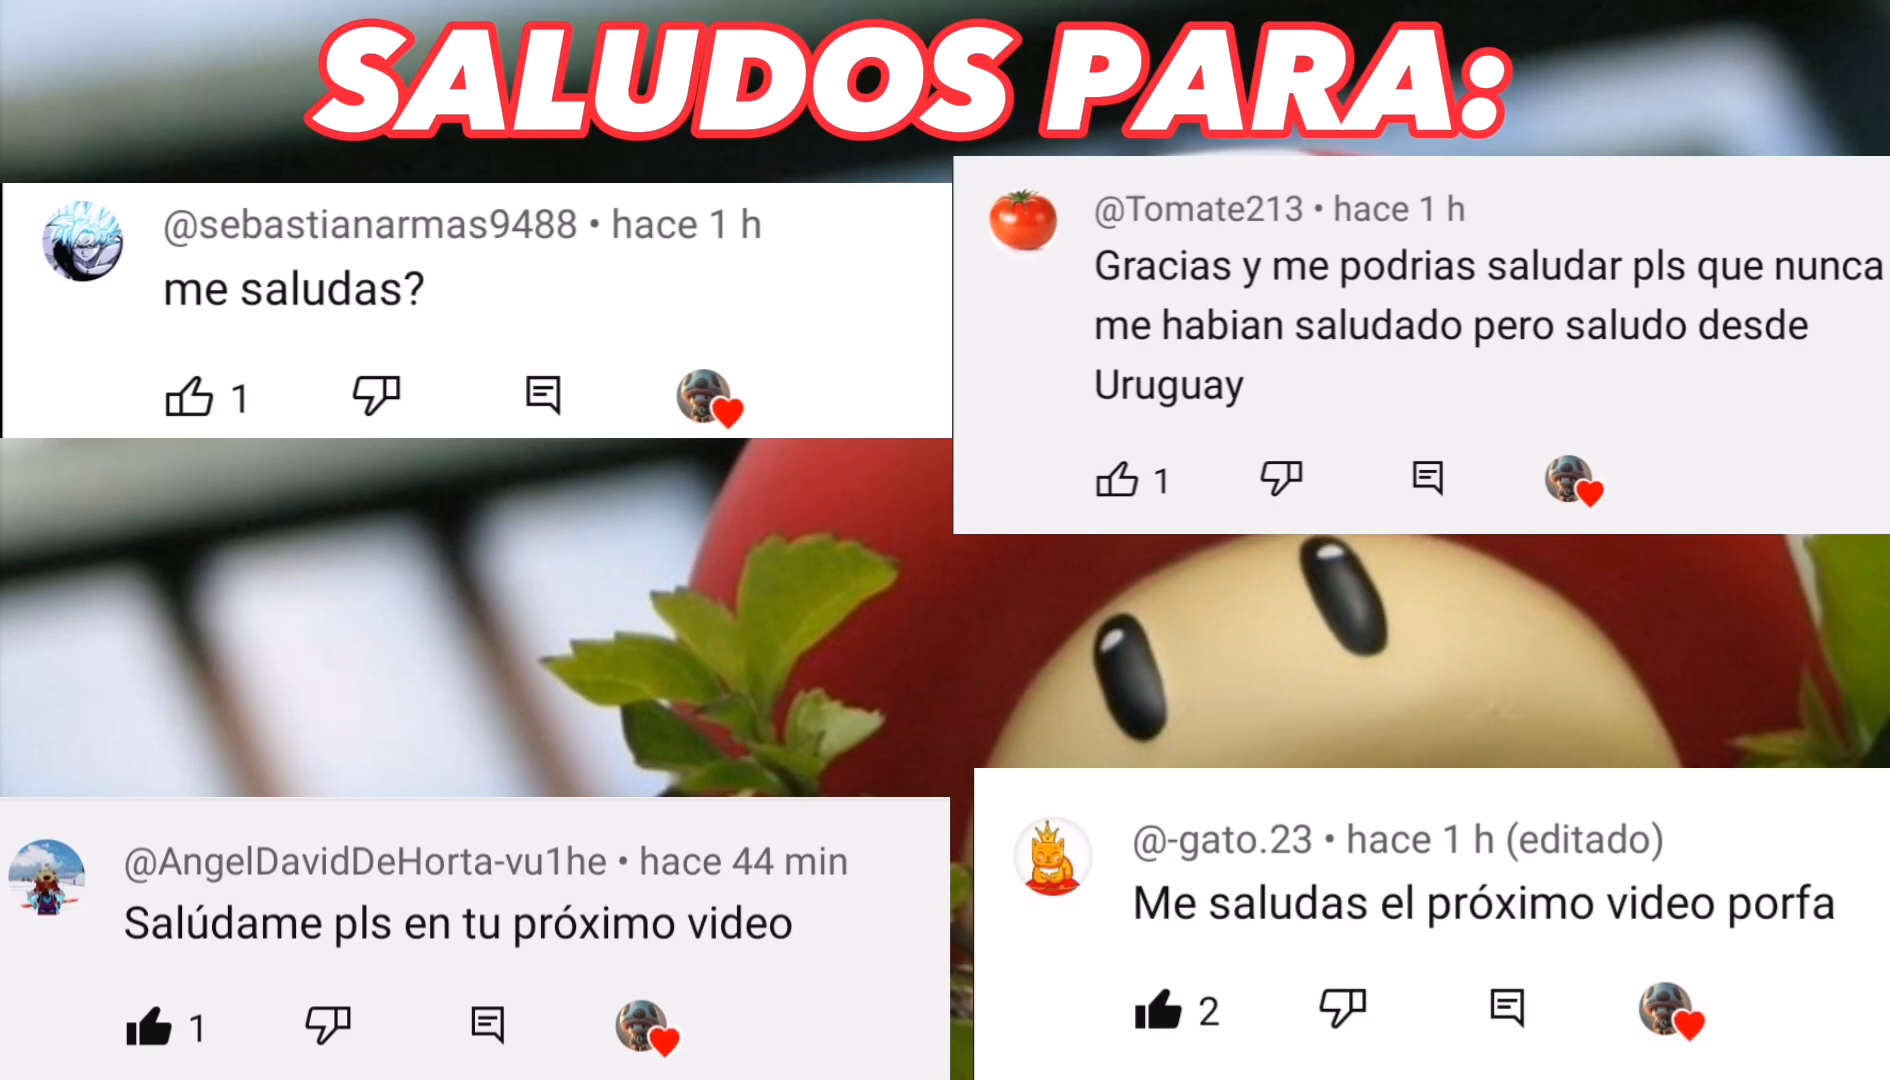 SALUDOS PARA:
@sebastianarmas9488 • hace 1 h
me saludas?
1
@Tomate213 • hace 1 h
Gracias y me podrias saludar pls que nunca
me habian saludado pero saludo desde
Uruguay
1
@AngelDavidDeHorta-vu1he • hace 44 min
Salúdame pls en tu próximo video
1
@-gato.23 • hace 1 h (editado)
Me saludas el próximo video porfa
2